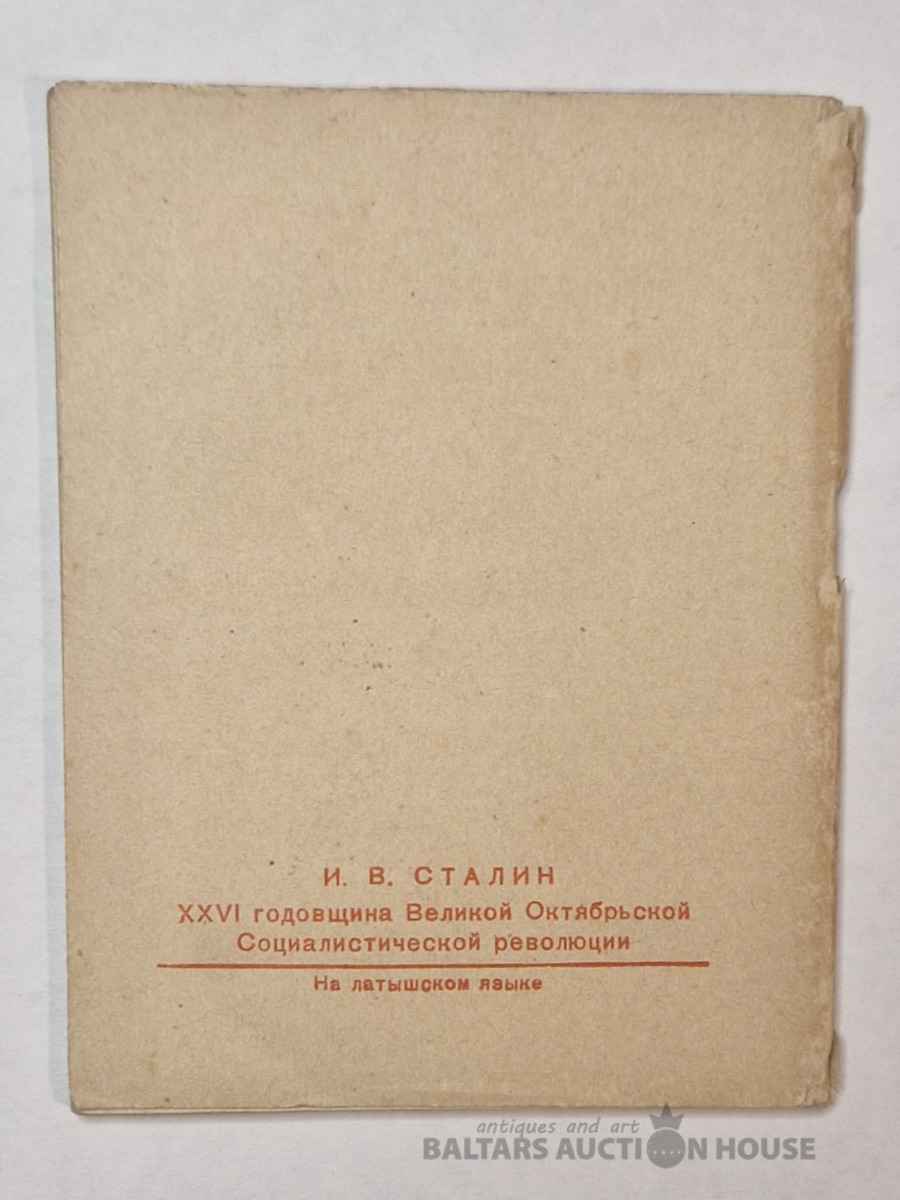 И. В. СТАЛИН
XXVI годовщина Великой Октябрьской
Социалистической революции
На латышском языке
antiques and art
BALTARS AUCTION HOUSE